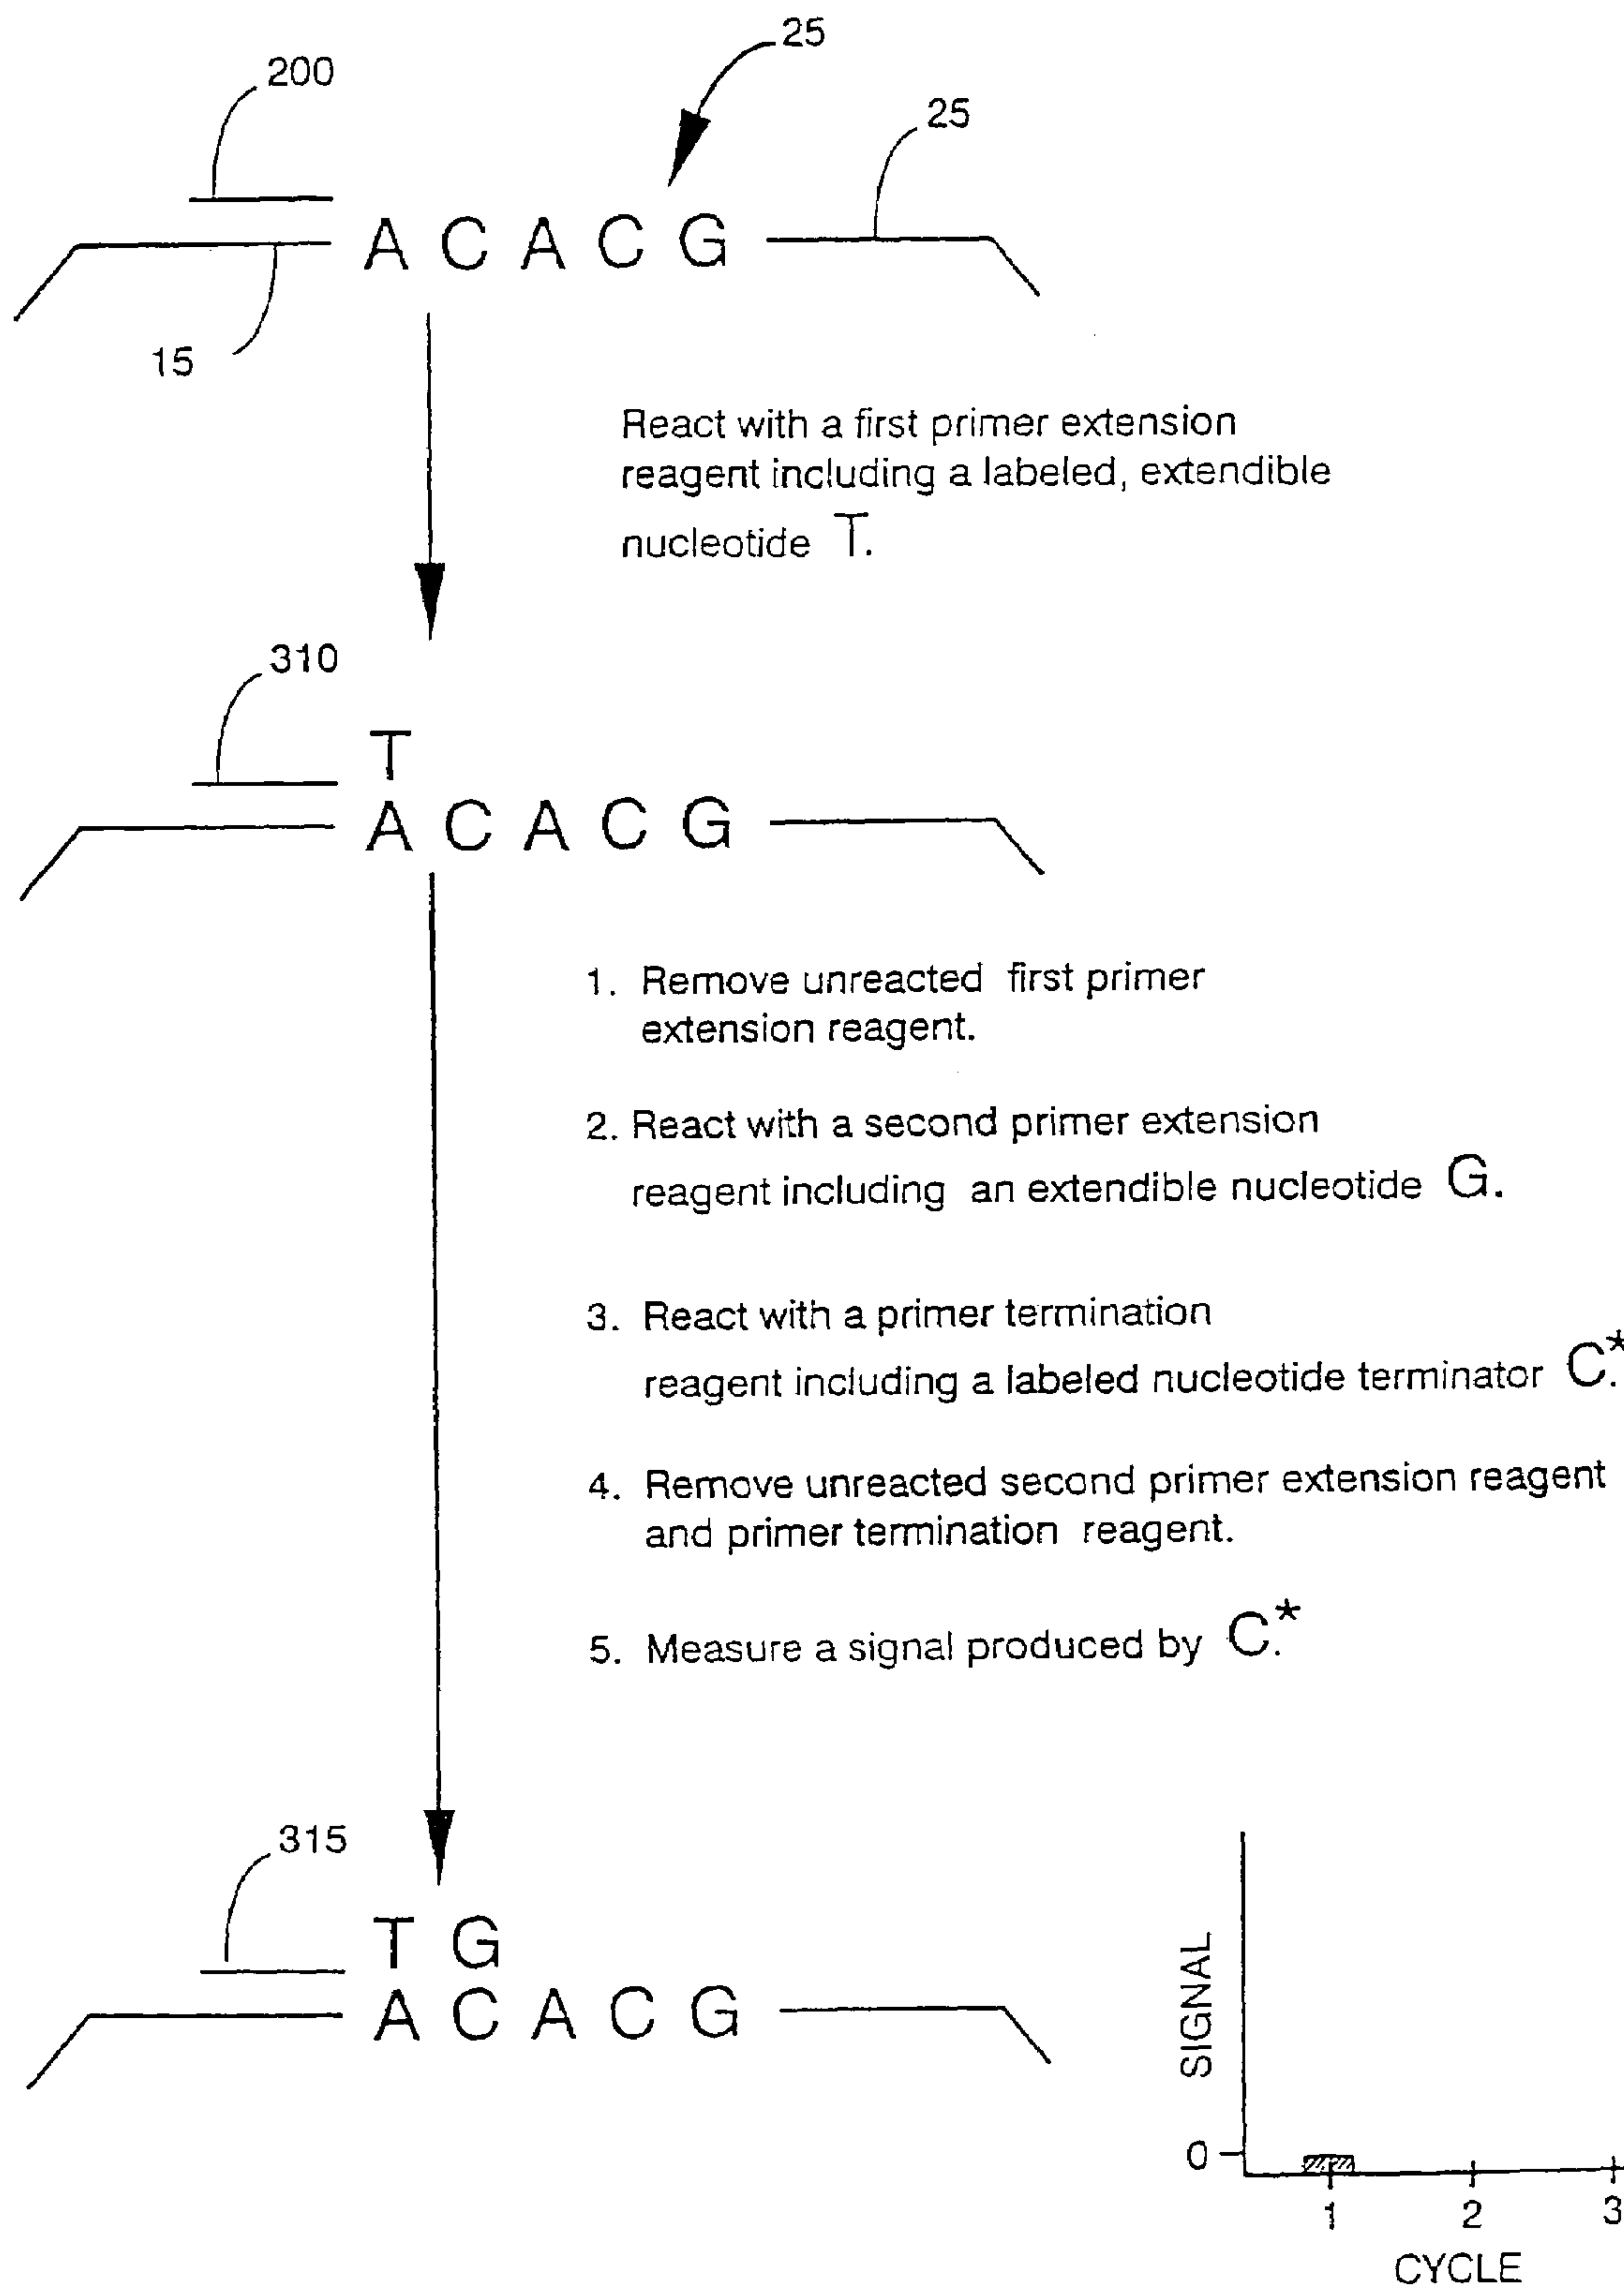 25
200
25
A C A C G
15
React with a first primer extension
reagent including a labeled, extendible
nucleotide T.
310
T
A C A C G
1. Remove unreacted first primer
extension reagent.
2. React with a second primer extension
reagent including an extendible nucleotide G.
3. React with a primer termination
reagent including a labeled nucleotide terminator C.*
4. Remove unreacted second primer extension reagent
and primer termination reagent.
5. Measure a signal produced by C.*
315
T G
A C A C G
SIGNAL
0
1 2 3
CYCLE